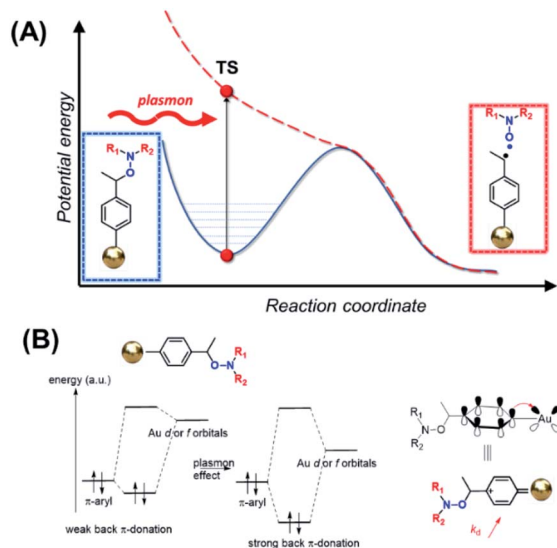 (A)
TS
plasmon
R₁ R₂
N
O
R₁ R₂
N
O
Potential energy
Reaction coordinate
(B)
O–N
R₁
R₂
energy (a.u.)
Au d or f orbitals
π-aryl
weak back π-donation
plasmon
effect
Au d or f orbitals
π-aryl
strong back π-donation
R₁
N–O
R₂
Au
R₁
N–O
R₂
+
kd